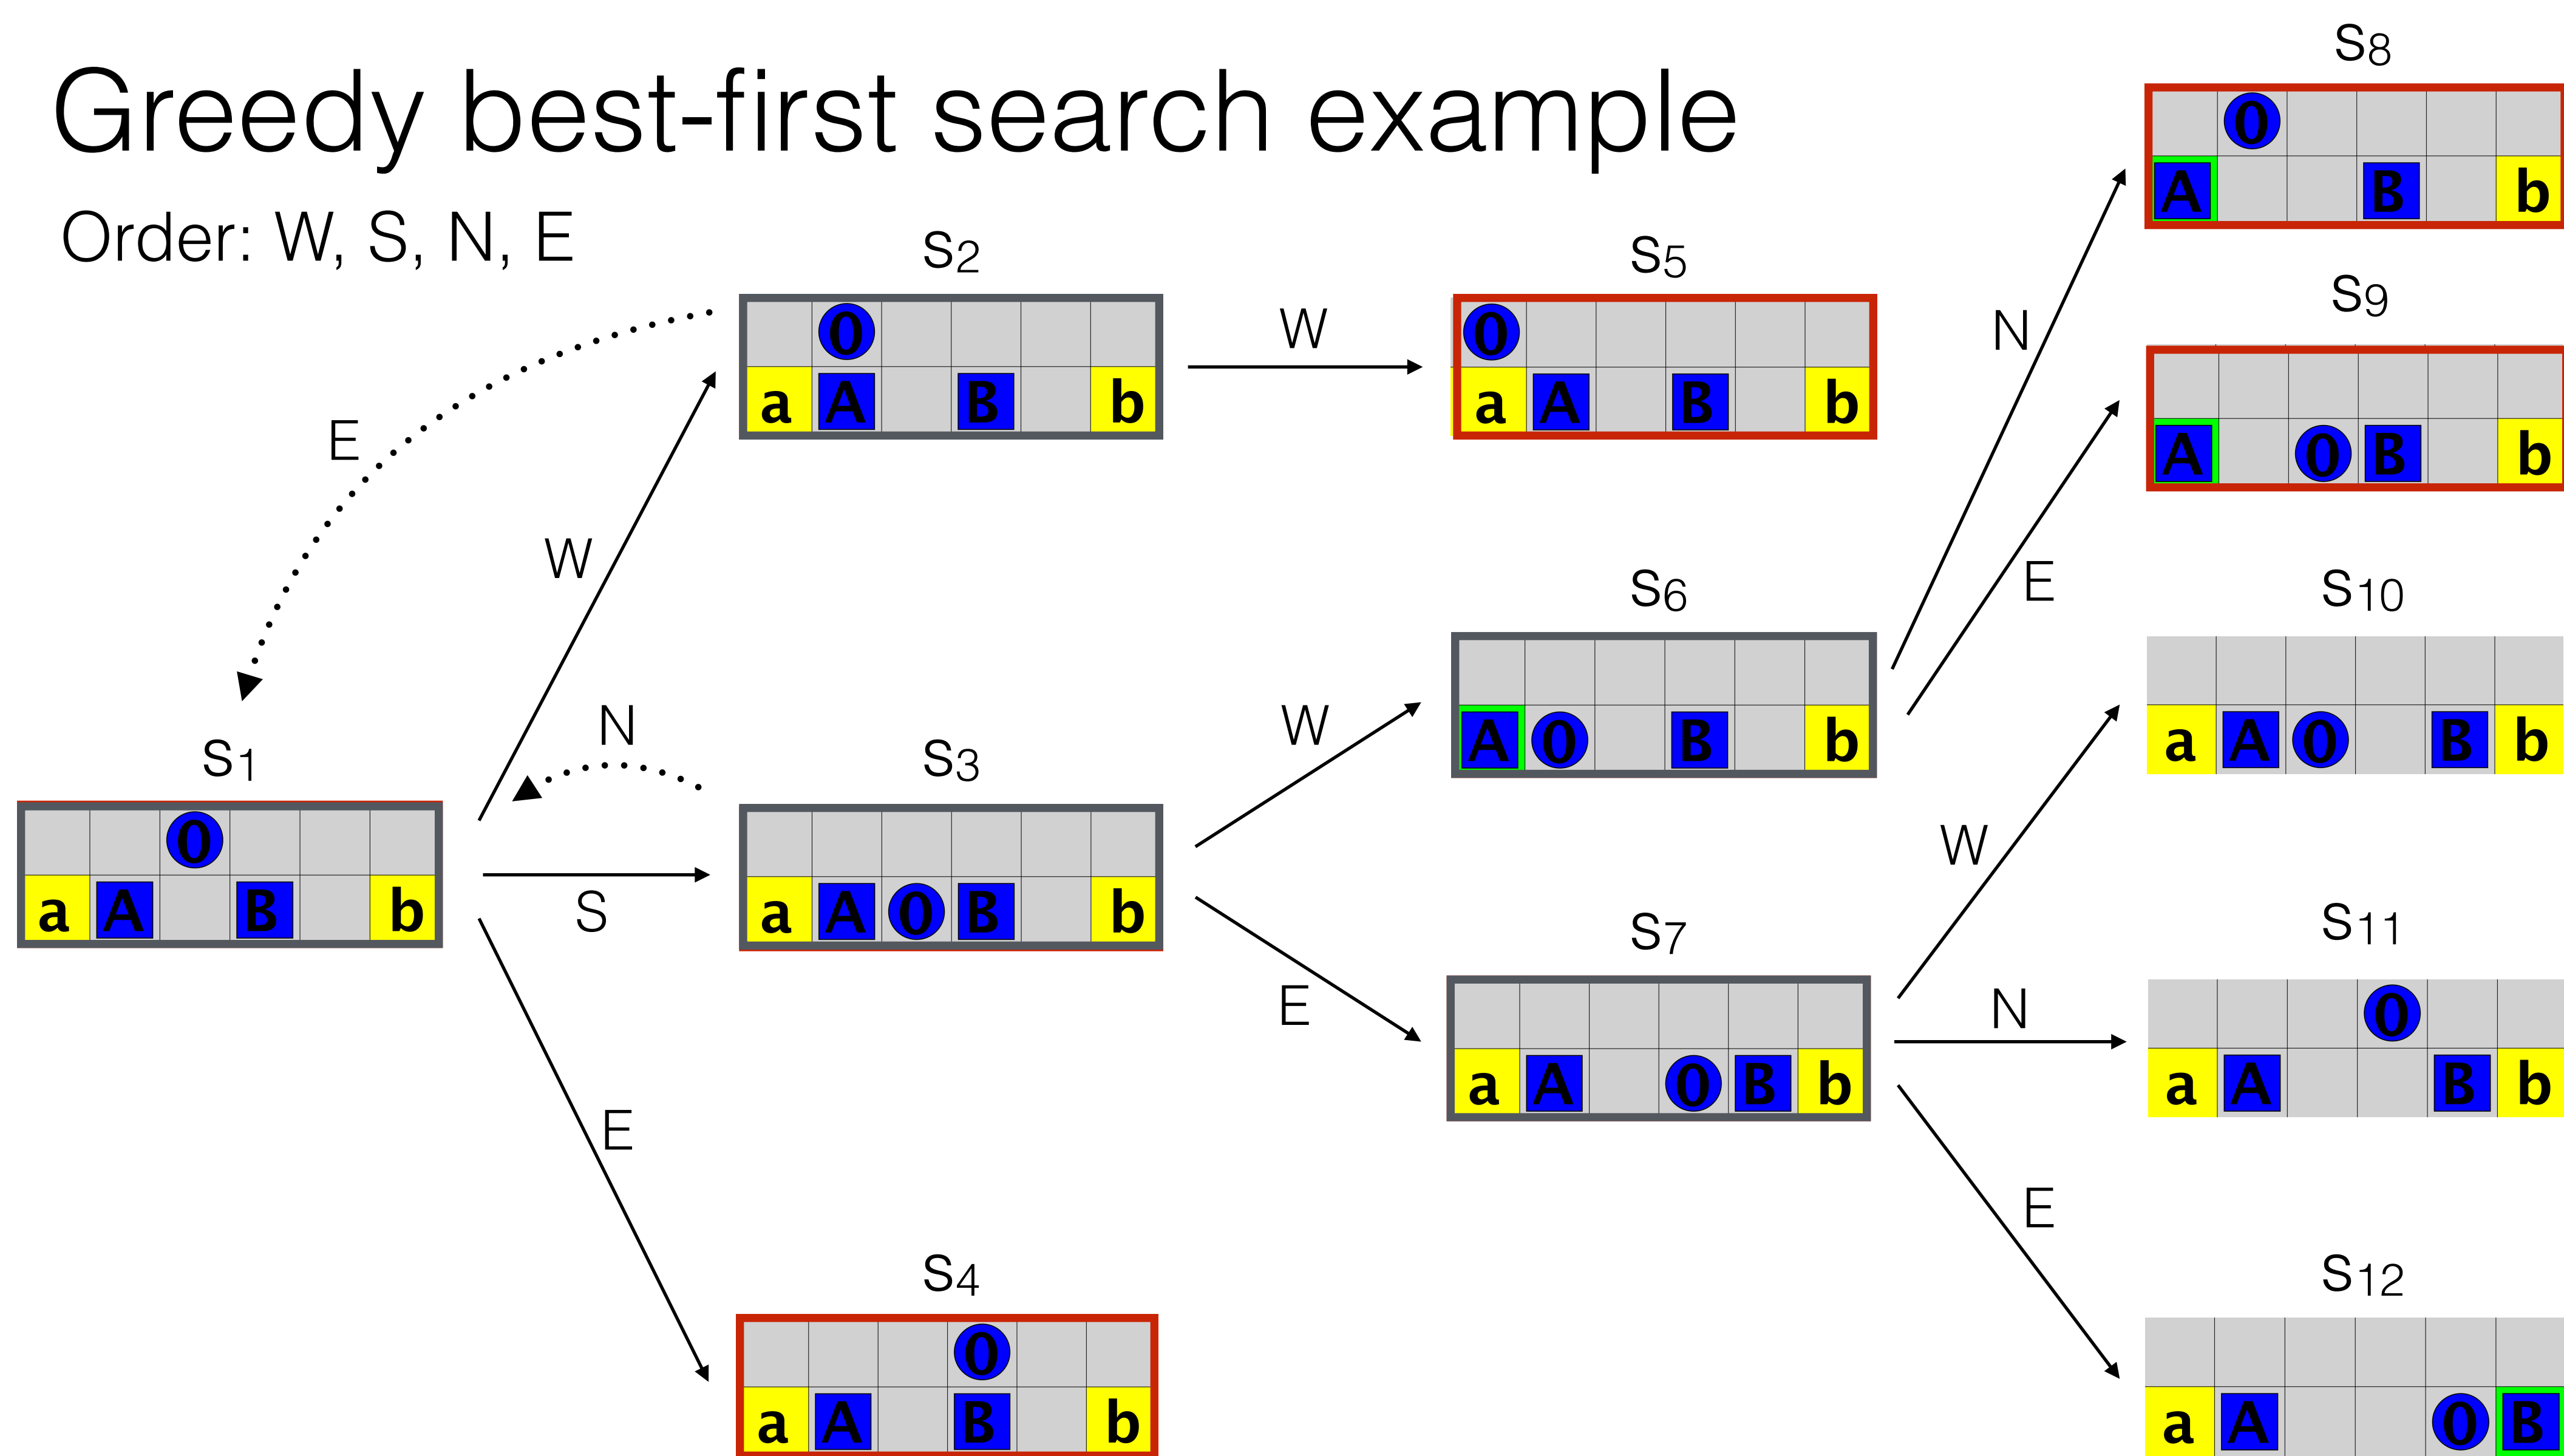 Greedy best-first search example
Order: W, S, N, E
s8
0
A B b
s2
0
a A B b
W
s5
0
a A B b
N
s9
A 0 B b
E
E
W
s6
A 0 B b
s10
a A 0 B b
s1
0
a A B b
N
S
s3
a A 0 B b
W
E
s7
a A 0 B b
W
N
E
s11
0
a A B b
E
s4
0
a A B b
s12
a A 0 B